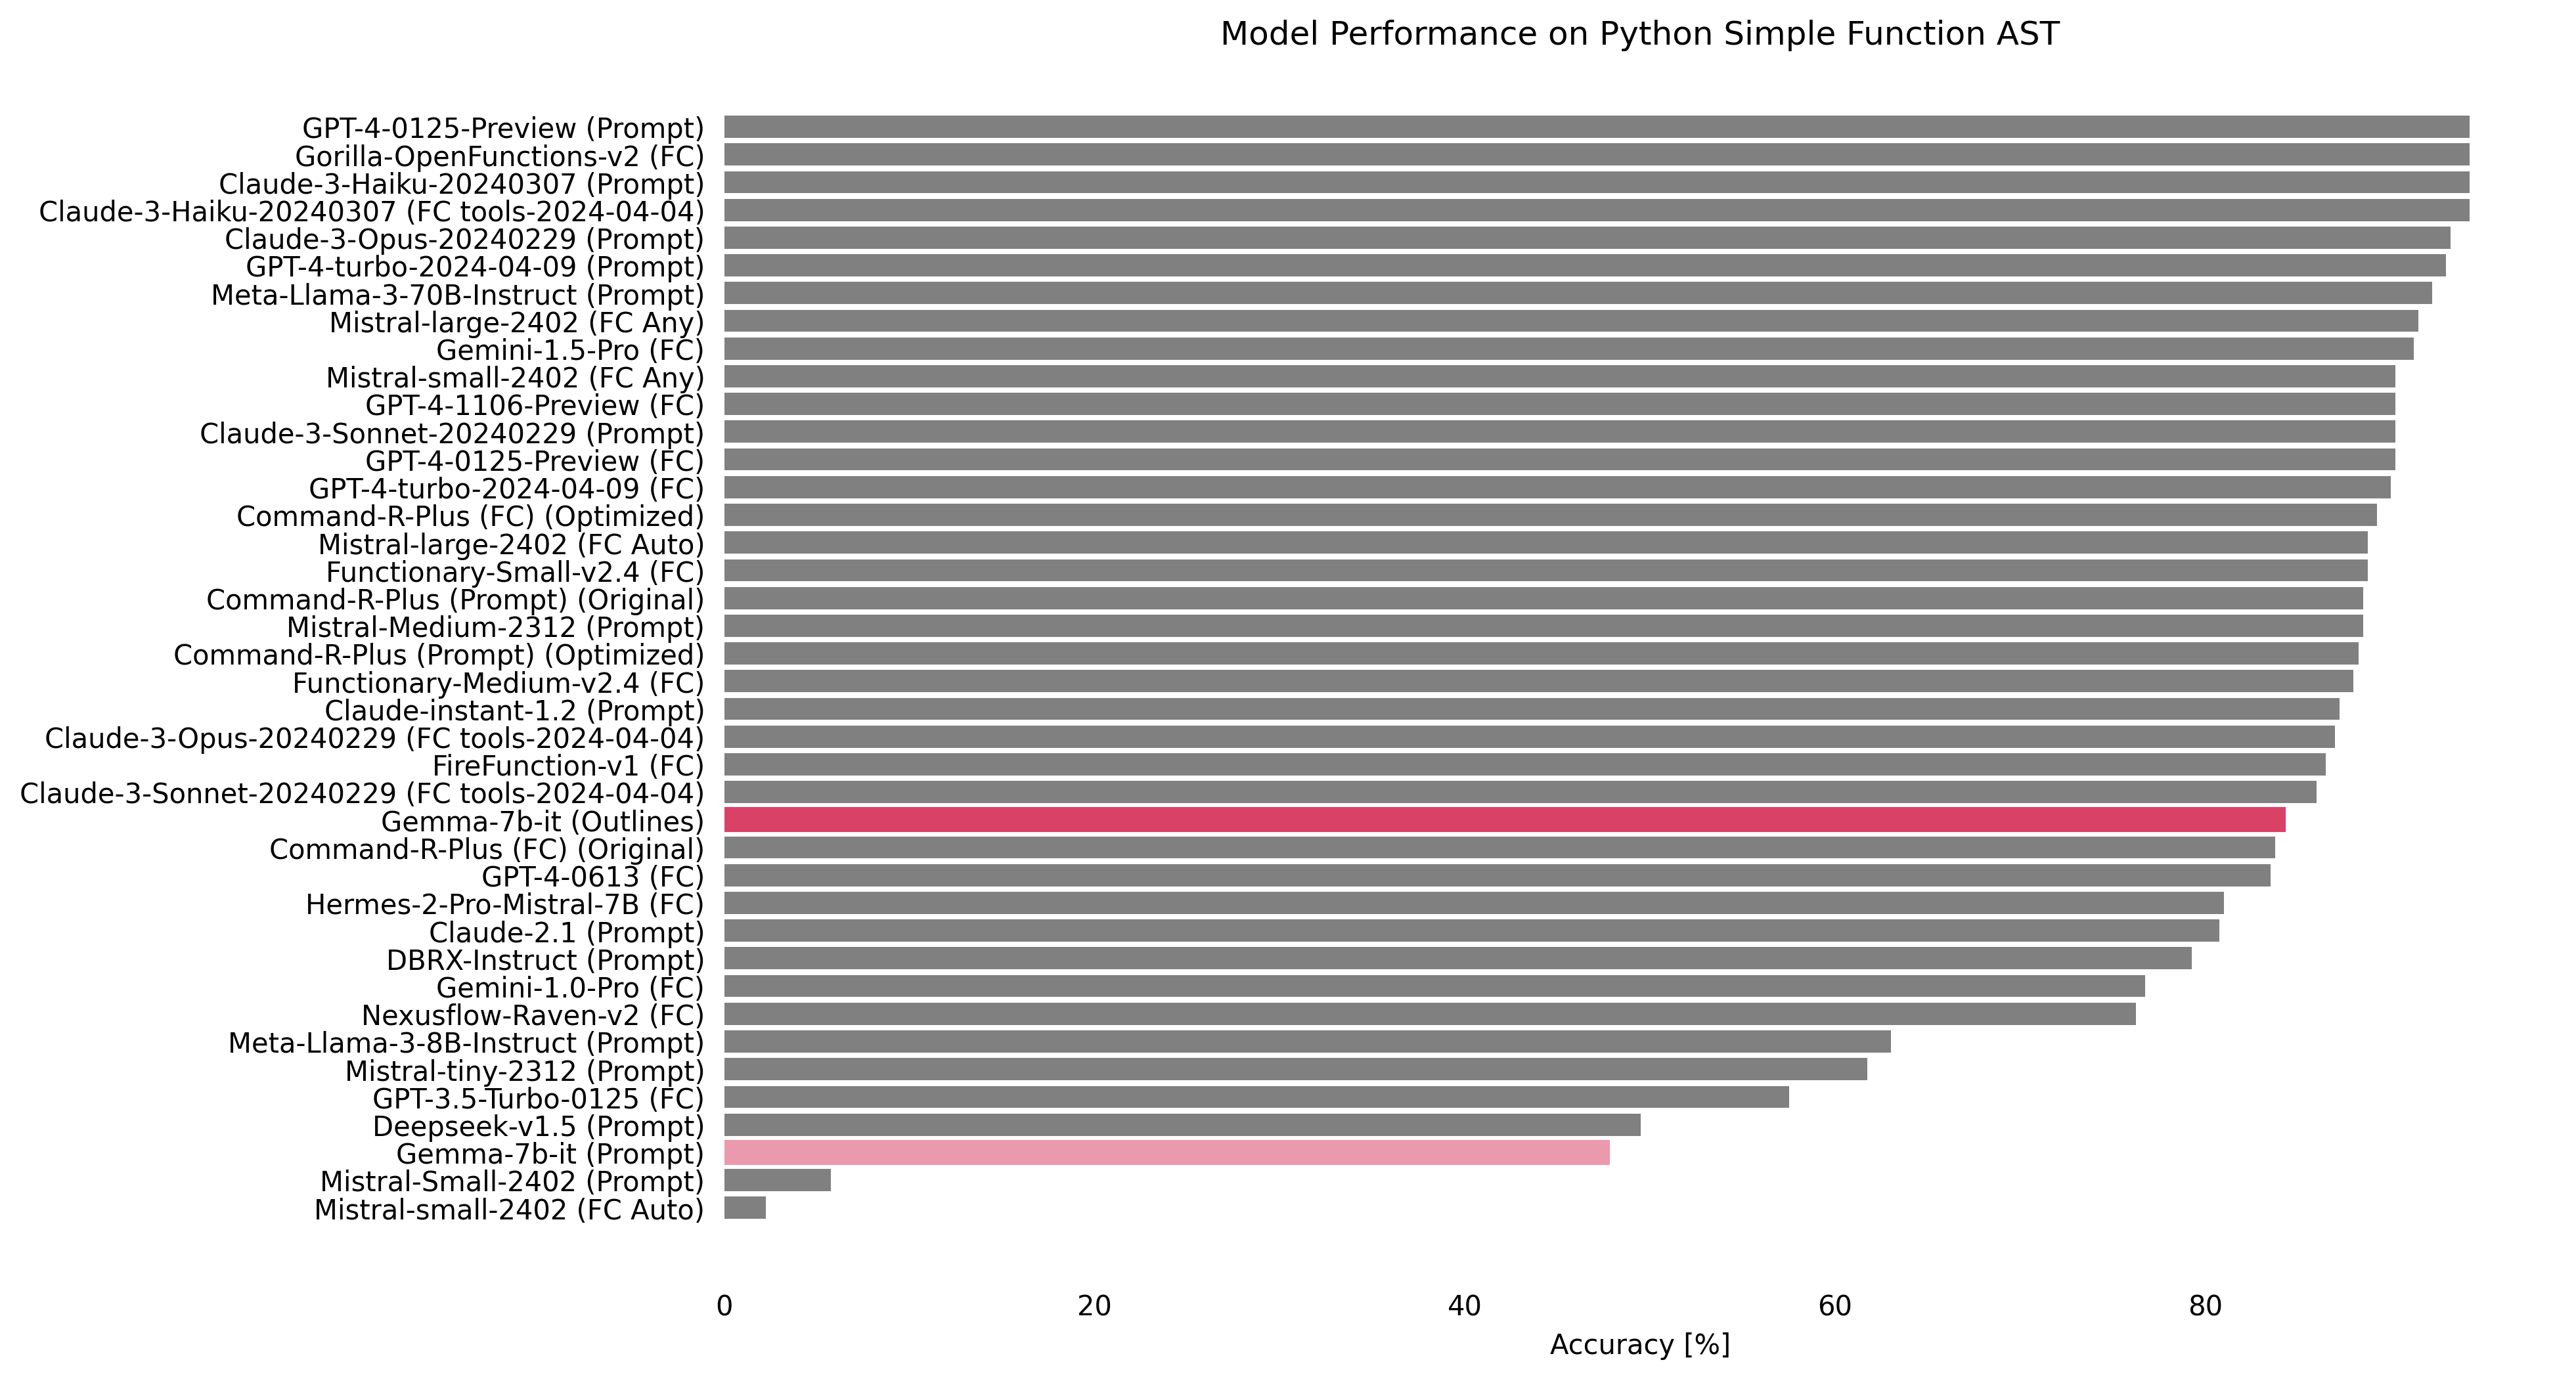 Model Performance on Python Simple Function AST
GPT-4-0125-Preview (Prompt)
Gorilla-OpenFunctions-v2 (FC)
Claude-3-Haiku-20240307 (Prompt)
Claude-3-Haiku-20240307 (FC tools-2024-04-04)
Claude-3-Opus-20240229 (Prompt)
GPT-4-turbo-2024-04-09 (Prompt)
Meta-Llama-3-70B-Instruct (Prompt)
Mistral-large-2402 (FC Any)
Gemini-1.5-Pro (FC)
Mistral-small-2402 (FC Any)
GPT-4-1106-Preview (FC)
Claude-3-Sonnet-20240229 (Prompt)
GPT-4-0125-Preview (FC)
GPT-4-turbo-2024-04-09 (FC)
Command-R-Plus (FC) (Optimized)
Mistral-large-2402 (FC Auto)
Functionary-Small-v2.4 (FC)
Command-R-Plus (Prompt) (Original)
Mistral-Medium-2312 (Prompt)
Command-R-Plus (Prompt) (Optimized)
Functionary-Medium-v2.4 (FC)
Claude-instant-1.2 (Prompt)
Claude-3-Opus-20240229 (FC tools-2024-04-04)
FireFunction-v1 (FC)
Claude-3-Sonnet-20240229 (FC tools-2024-04-04)
Gemma-7b-it (Outlines)
Command-R-Plus (FC) (Original)
GPT-4-0613 (FC)
Hermes-2-Pro-Mistral-7B (FC)
Claude-2.1 (Prompt)
DBRX-Instruct (Prompt)
Gemini-1.0-Pro (FC)
Nexusflow-Raven-v2 (FC)
Meta-Llama-3-8B-Instruct (Prompt)
Mistral-tiny-2312 (Prompt)
GPT-3.5-Turbo-0125 (FC)
Deepseek-v1.5 (Prompt)
Gemma-7b-it (Prompt)
Mistral-Small-2402 (Prompt)
Mistral-small-2402 (FC Auto)
0 20 40 60 80
Accuracy [%]